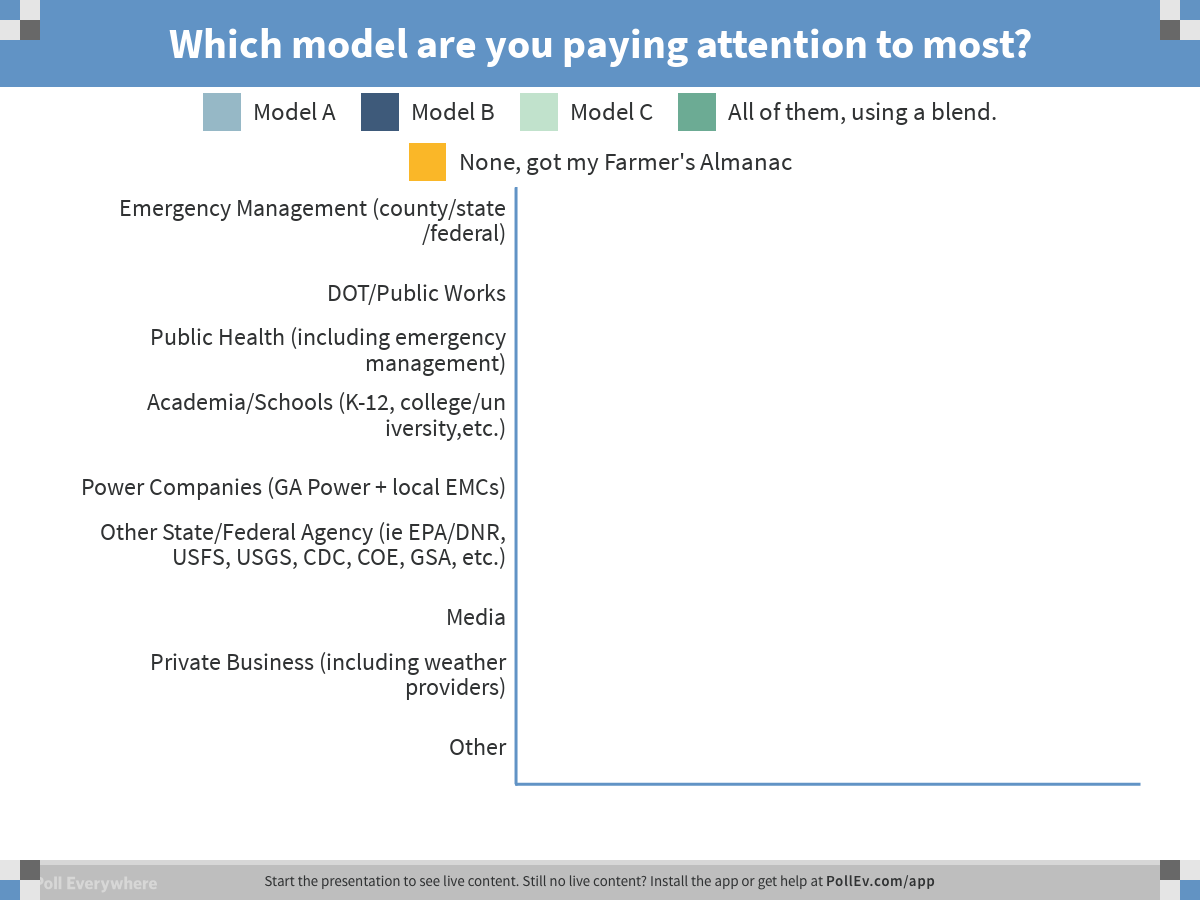 Which model are you paying attention to most?
Model A Model B Model C All of them, using a blend.
None, got my Farmer's Almanac
Emergency Management (county/state
/federal)
DOT/Public Works
Public Health (including emergency
management)
Academia/Schools (K-12, college/un
iversity,etc.)
Power Companies (GA Power + local EMCs)
Other State/Federal Agency (ie EPA/DNR,
USFS, USGS, CDC, COE, GSA, etc.)
Media
Private Business (including weather
providers)
Other
Poll Everywhere
Start the presentation to see live content. Still no live content? Install the app or get help at PollEv.com/app